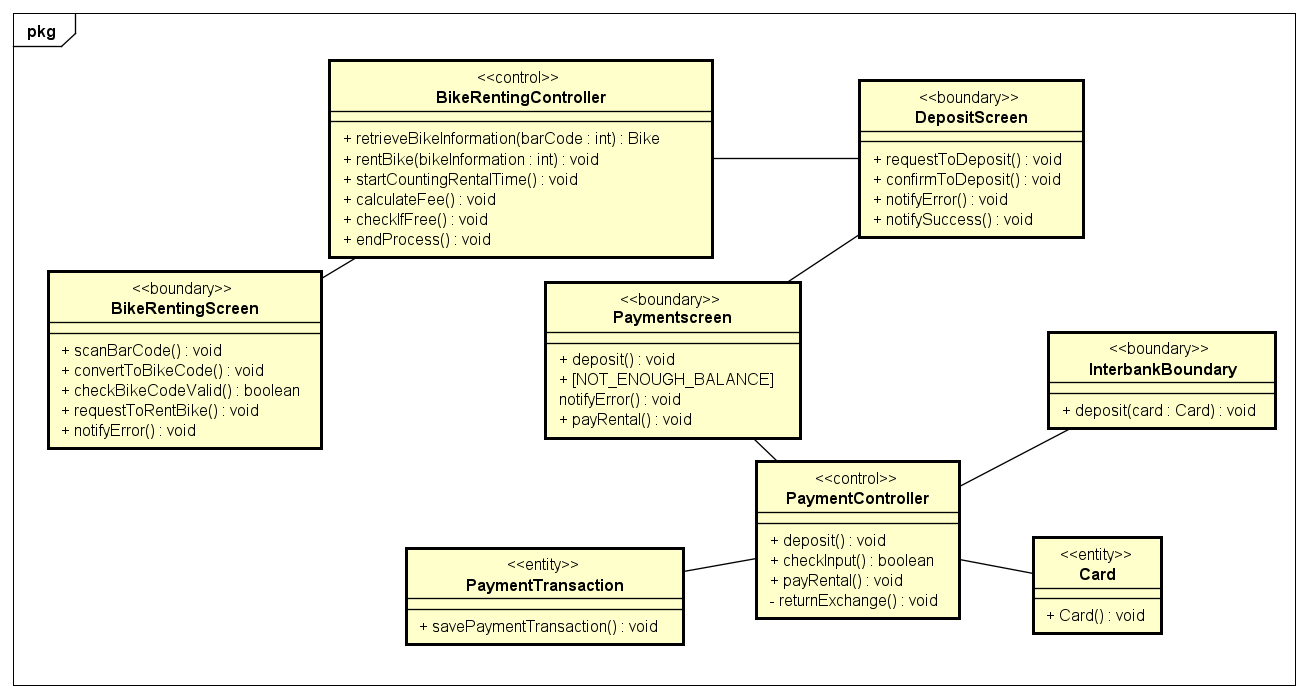 pkg
<<control>>
BikeRentingController
+ retrieveBikeInformation(barCode : int) : Bike
+ rentBike(bikeInformation : int) : void
+ startCountingRentalTime() : void
+ calculateFee() : void
+ checkIfFree() : void
+ endProcess() : void
<<boundary>>
DepositScreen
+ requestToDeposit() : void
+ confirmToDeposit() : void
+ notifyError() : void
+ notifySuccess() : void
<<boundary>>
BikeRentingScreen
+ scanBarCode() : void
+ convertToBikeCode() : void
+ checkBikeCodeValid() : boolean
+ requestToRentBike() : void
+ notifyError() : void
<<boundary>>
Paymentscreen
+ deposit() : void
+ [NOT_ENOUGH_BALANCE]
notifyError() : void
+ payRental() : void
<<boundary>>
InterbankBoundary
+ deposit(card : Card) : void
<<control>>
PaymentController
+ deposit() : void
+ checkInput() : boolean
+ payRental() : void
- returnExchange() : void
<<entity>>
PaymentTransaction
+ savePaymentTransaction() : void
<<entity>>
Card
+ Card() : void